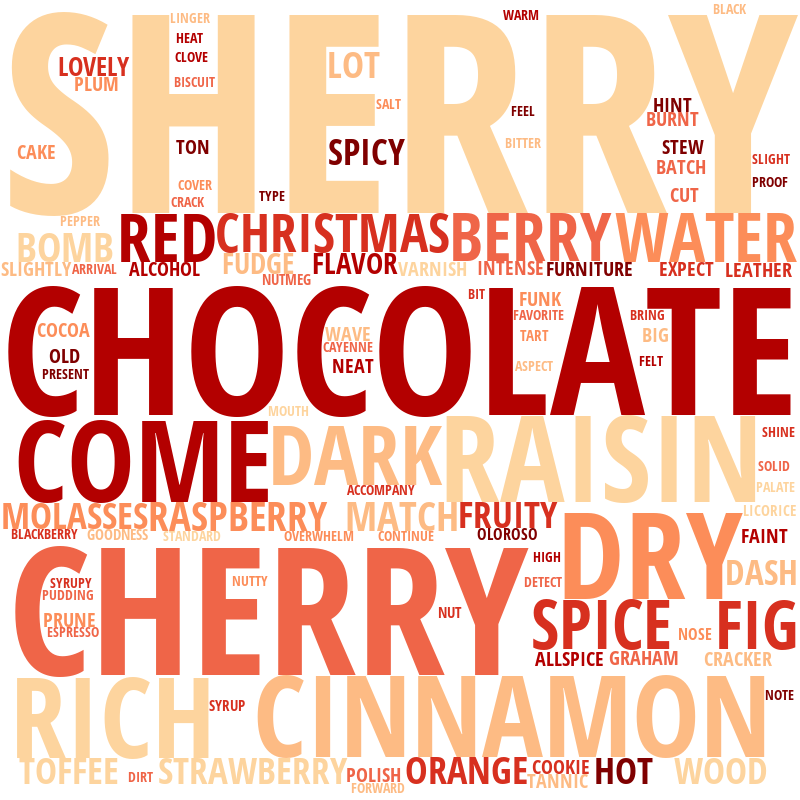 LINGER
WARM
BLACK
SHERRY
HEAT
CLOVE
LOVELY
LOT
PLUM
BISCUIT
SALT
FEEL
HINT
BURNT
CAKE
TON
SPICY
BITTER
STEW
BATCH
SLIGHT
COVER
TYPE
PROOF
CRACK
CUT
PEPPER
BOMB
RED
CHRISTMAS
BERRY
WATER
SLIGHTLY
ARRIVAL
ALCOHOL
FUDGE
NUTMEG
FLAVOR
VARNISH
INTENSE
FURNITURE
EXPECT
LEATHER
CHOCOLATE
BIT
FUNK
FAVORITE
BRING
COCOA
WAVE
TART
BIG
OLD
CAYENNE
NEAT
ASPECT
FELT
PRESENT
MOUTH
COME
DARK
RAISIN
SHINE
SOLID
ACCOMPANY
PALATE
MOLASSES
RASPBERRY
MATCH
FRUITY
LICORICE
BLACKBERRY
GOODNESS
STANDARD
OVERWHELM
CONTINUE
OLOROSO
DRY
FAINT
CHERRY
HIGH
DASH
SYRUPY
NUTTY
DETECT
PUDDING
PRUNE
NUT
ESPRESSO
SPICE
NOSE
FIG
ALLSPICE
GRAHAM
CRACKER
RICH
SYRUP
CINNAMON
NOTE
TOFFEE
DIRT
STRAWBERRY
POLISH
FORWARD
ORANGE
COOKIE
TANNIC
HOT
WOOD